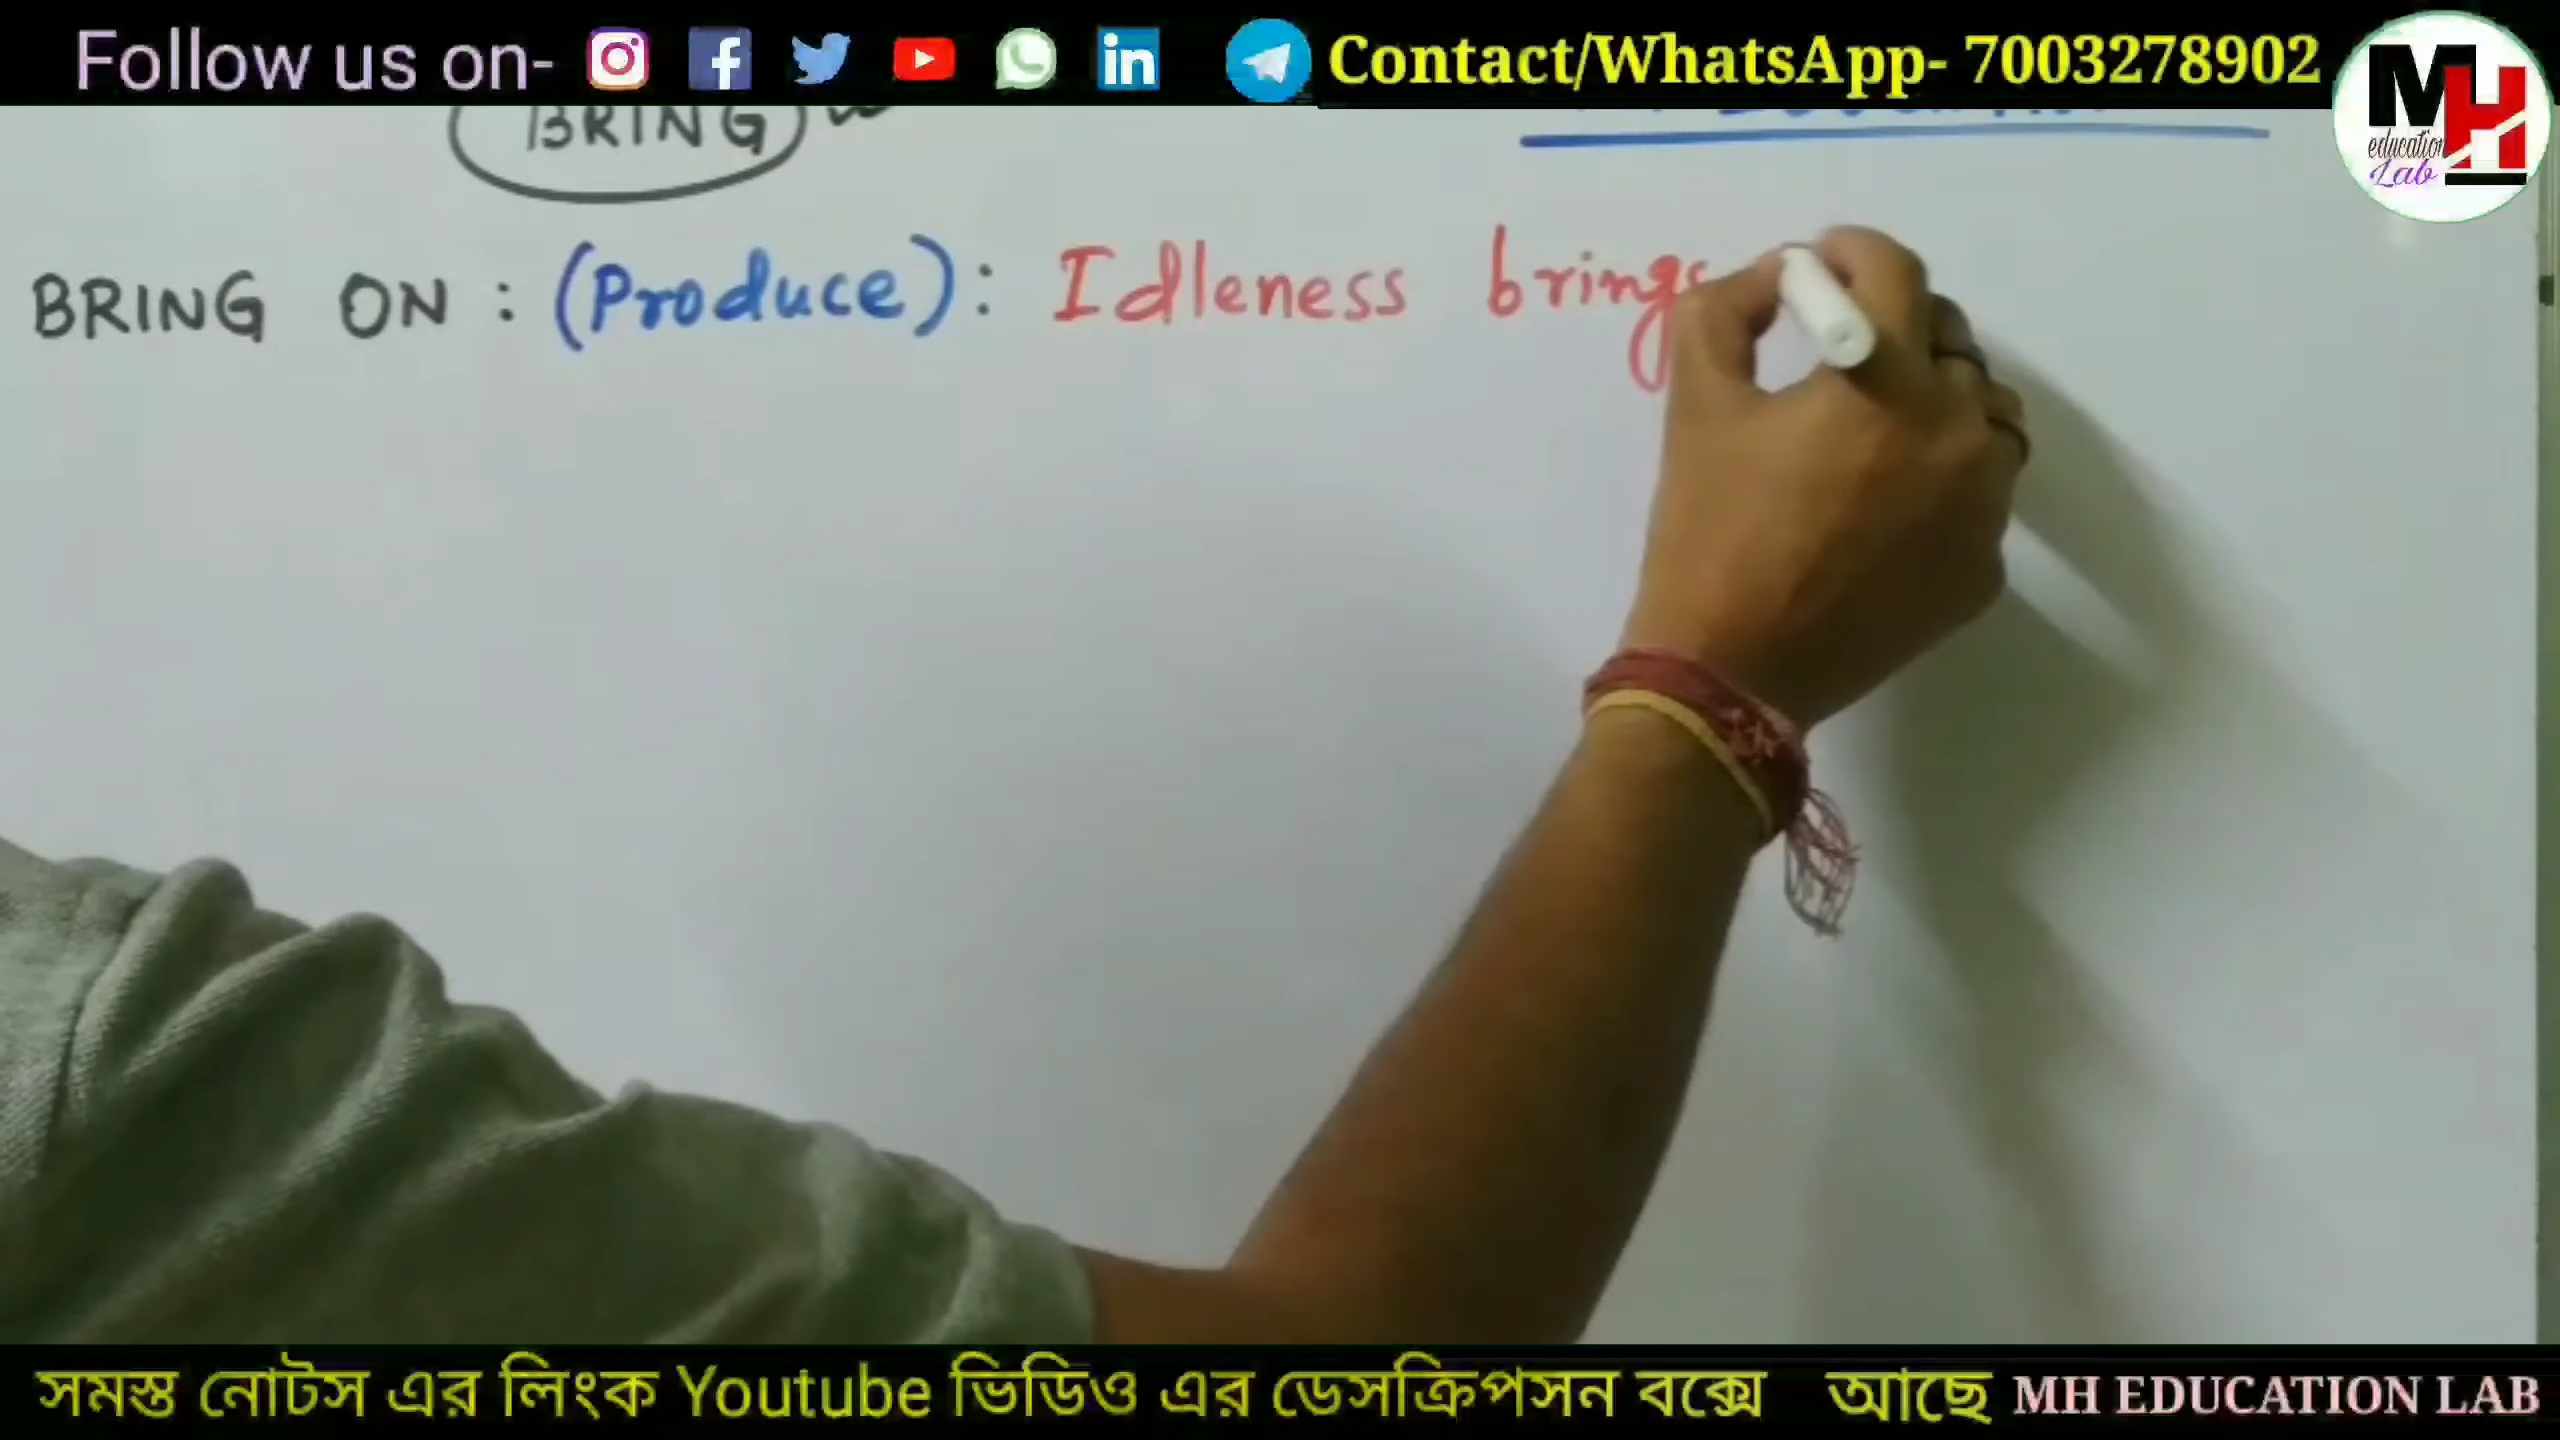 Follow us on- in Contact/WhatsApp- 7003278902
MH
education
Lab
BRING
BRING ON : (Produce) : Idleness brings
সমস্ত নোটস এর লিংক Youtube ভিডিও এর ডেসক্রিপসন বক্সে আছে MH EDUCATION LAB